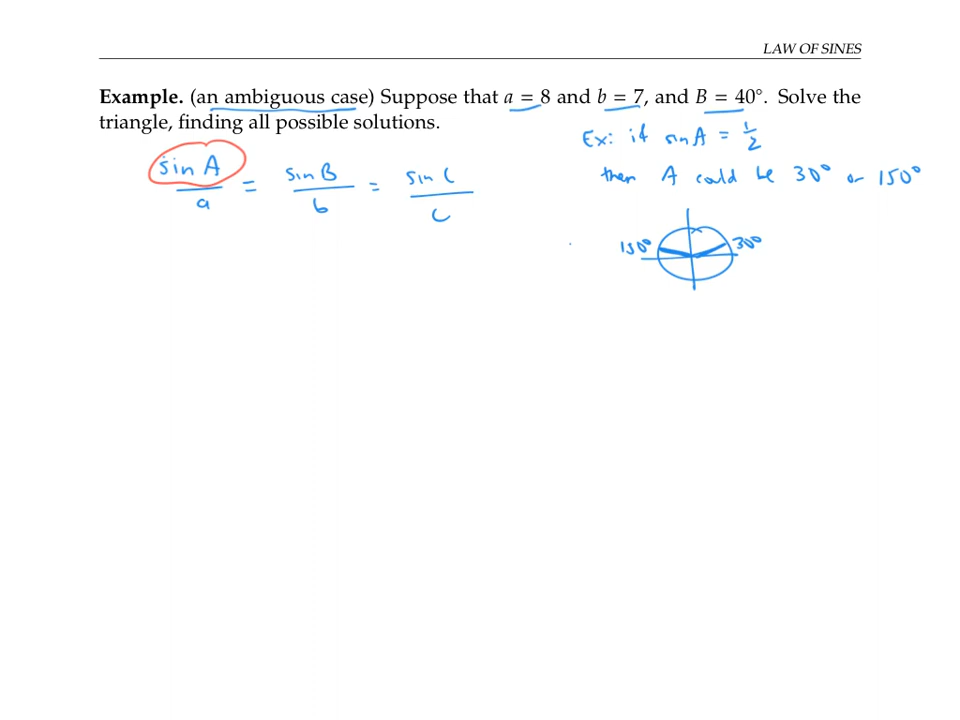 LAW OF SINES
Example. (an ambiguous case) Suppose that a = 8 and b = 7, and B = 40°. Solve the
triangle, finding all possible solutions.
Ex: if sin A = 1/2
then A could be 30° or 150°
sin A / a = sin B / b = sin C / c
150° 30°